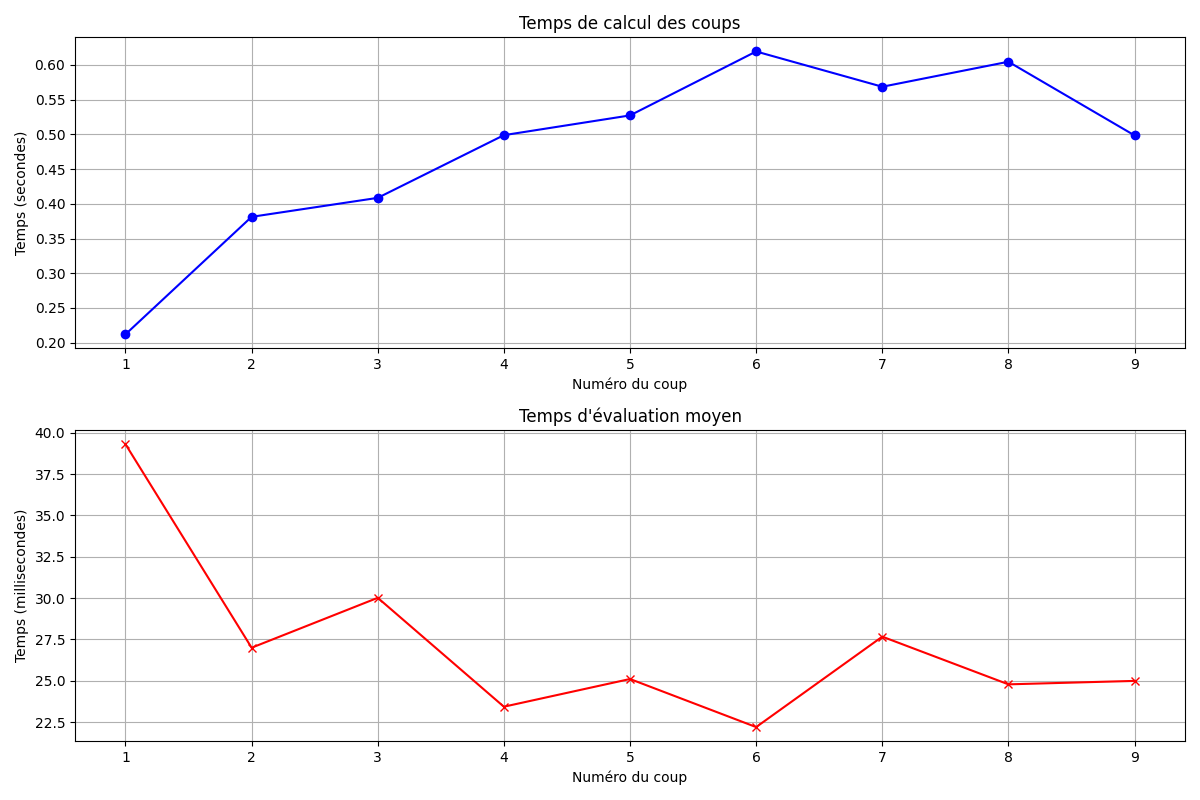 Temps de calcul des coups
Temps (secondes)
0.60
0.55
0.50
0.45
0.40
0.35
0.30
0.25
0.20
1 2 3 4 5 6 7 8 9
Numéro du coup
Temps d'évaluation moyen
Temps (millisecondes)
40.0
37.5
35.0
32.5
30.0
27.5
25.0
22.5
1 2 3 4 5 6 7 8 9
Numéro du coup